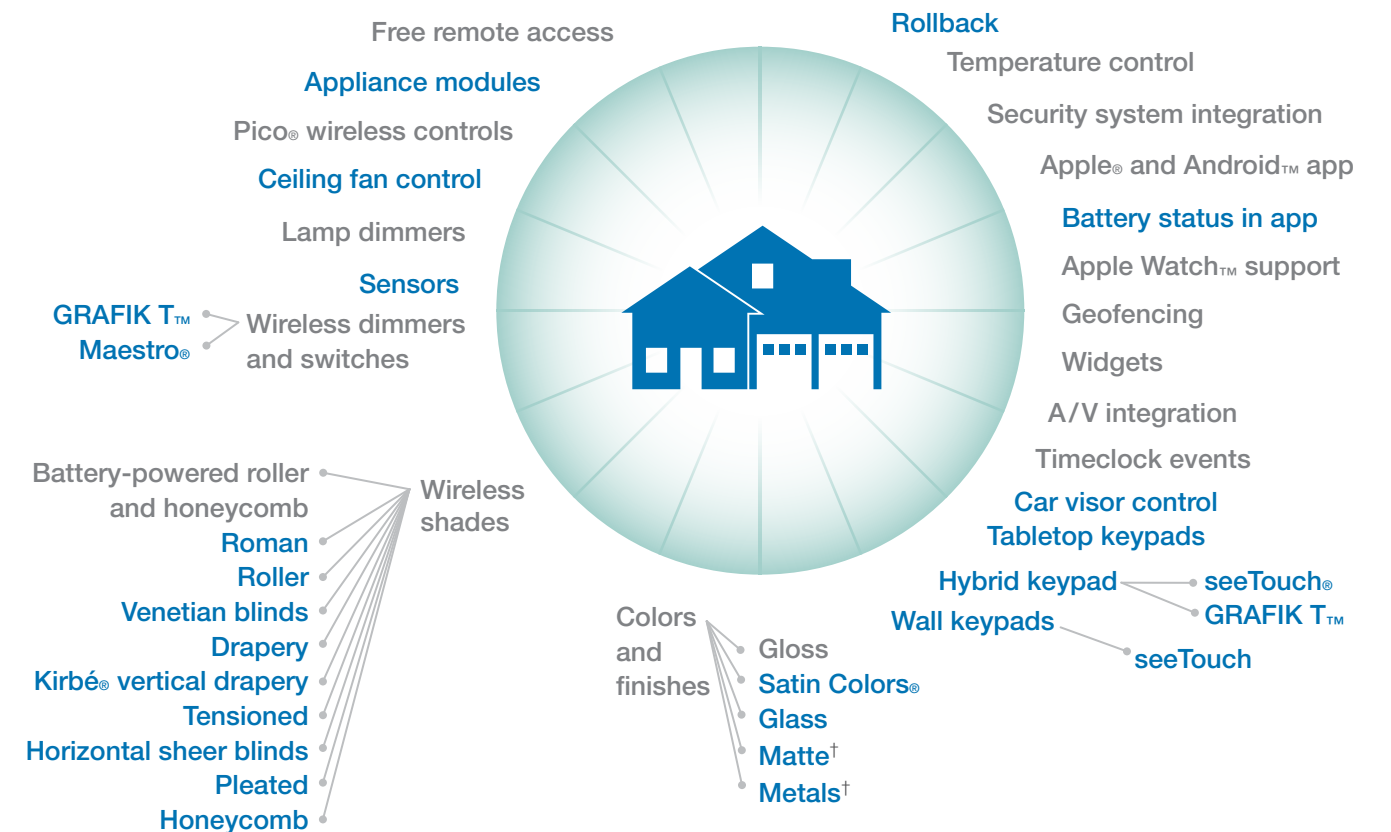 Free remote access
Appliance modules
Pico® wireless controls
Ceiling fan control
Lamp dimmers
Sensors
GRAFIK T™
Maestro®
Wireless dimmers
and switches
Battery-powered roller
and honeycomb
Roman
Roller
Venetian blinds
Drapery
Kirbé® vertical drapery
Tensioned
Horizontal sheer blinds
Pleated
Honeycomb
Wireless
shades
Colors
and
finishes
Gloss
Satin Colors®
Glass
Matte†
Metals†
Rollback
Temperature control
Security system integration
Apple® and Android™ app
Battery status in app
Apple Watch™ support
Geofencing
Widgets
A/V integration
Timeclock events
Car visor control
Tabletop keypads
Hybrid keypad
seeTouch®
GRAFIK T™
Wall keypads
seeTouch